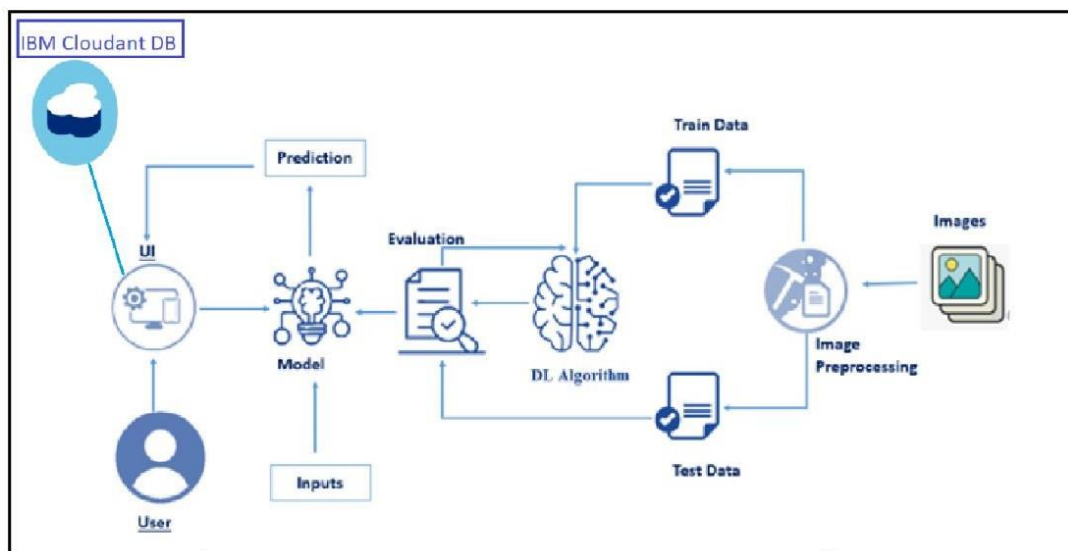 IBM Cloudant DB
Train Data
Prediction
Images
UI
Evaluation
Image
Preprocessing
Model
DL Algorithm
Test Data
Inputs
User